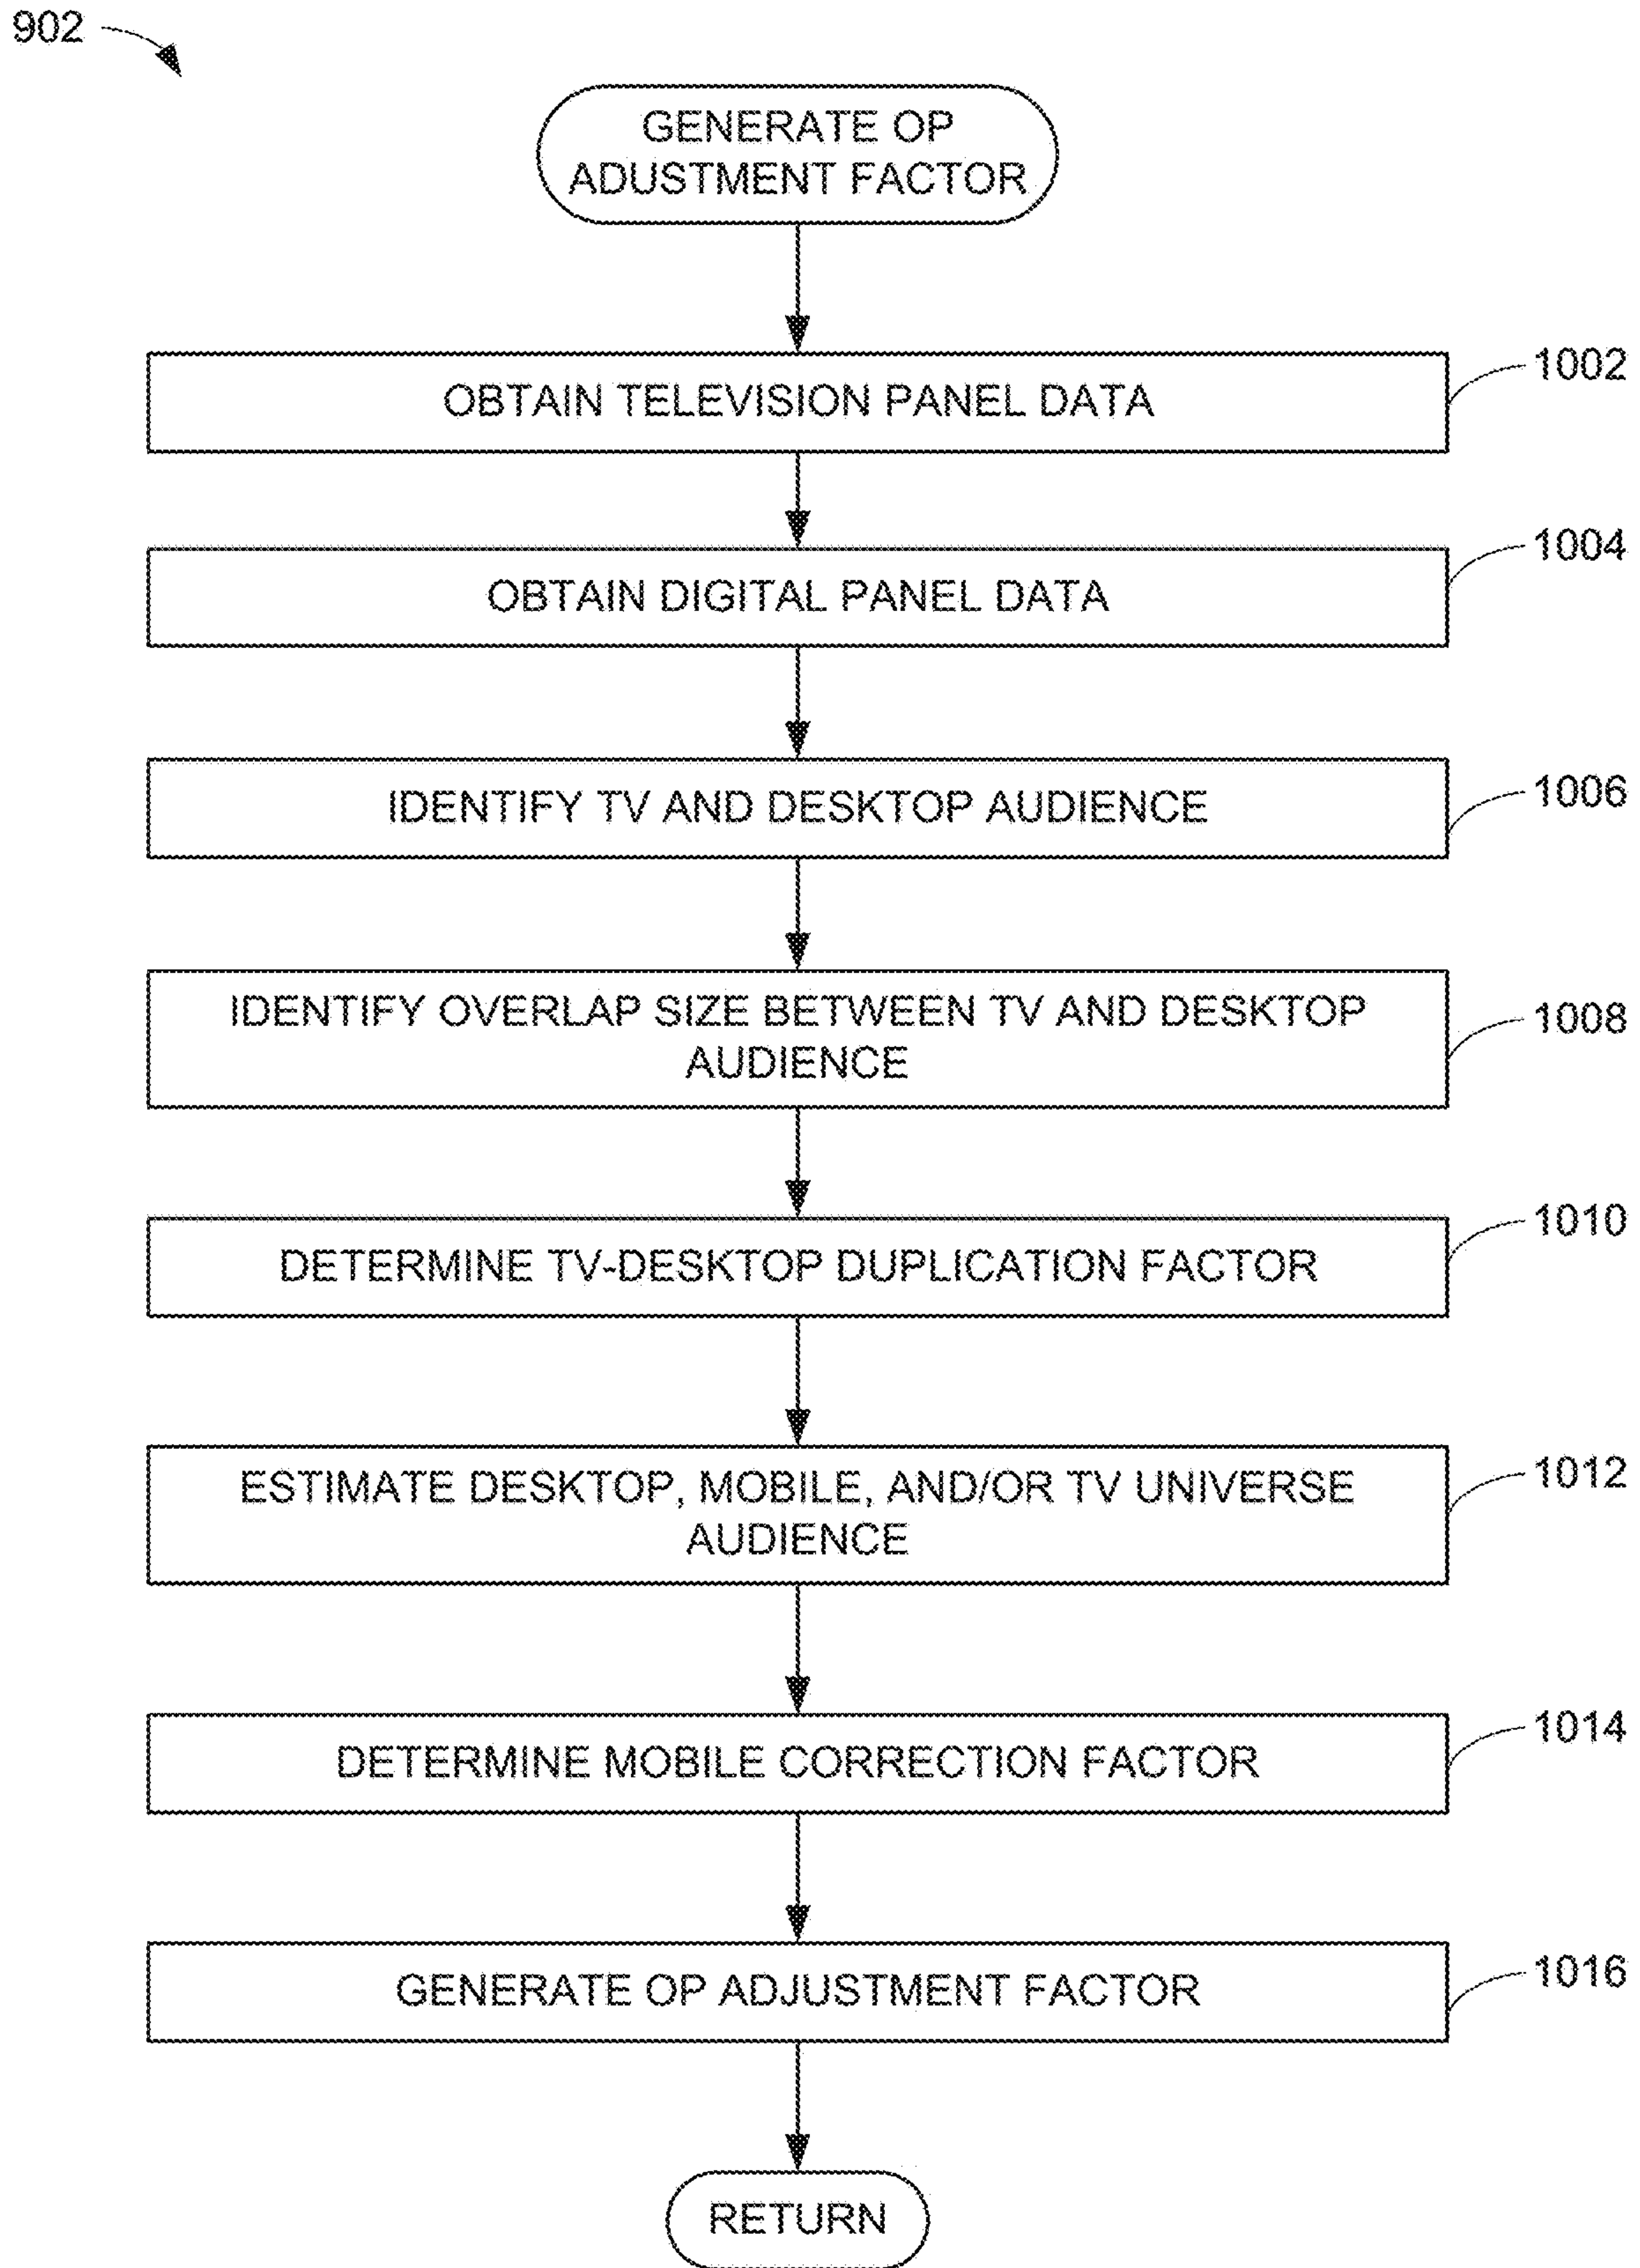 902
GENERATE OP
ADUSTMENT FACTOR
OBTAIN TELEVISION PANEL DATA
1002
OBTAIN DIGITAL PANEL DATA
1004
IDENTIFY TV AND DESKTOP AUDIENCE
1006
IDENTIFY OVERLAP SIZE BETWEEN TV AND DESKTOP
AUDIENCE
1008
DETERMINE TV-DESKTOP DUPLICATION FACTOR
1010
ESTIMATE DESKTOP, MOBILE, AND/OR TV UNIVERSE
AUDIENCE
1012
DETERMINE MOBILE CORRECTION FACTOR
1014
GENERATE OP ADJUSTMENT FACTOR
1016
RETURN